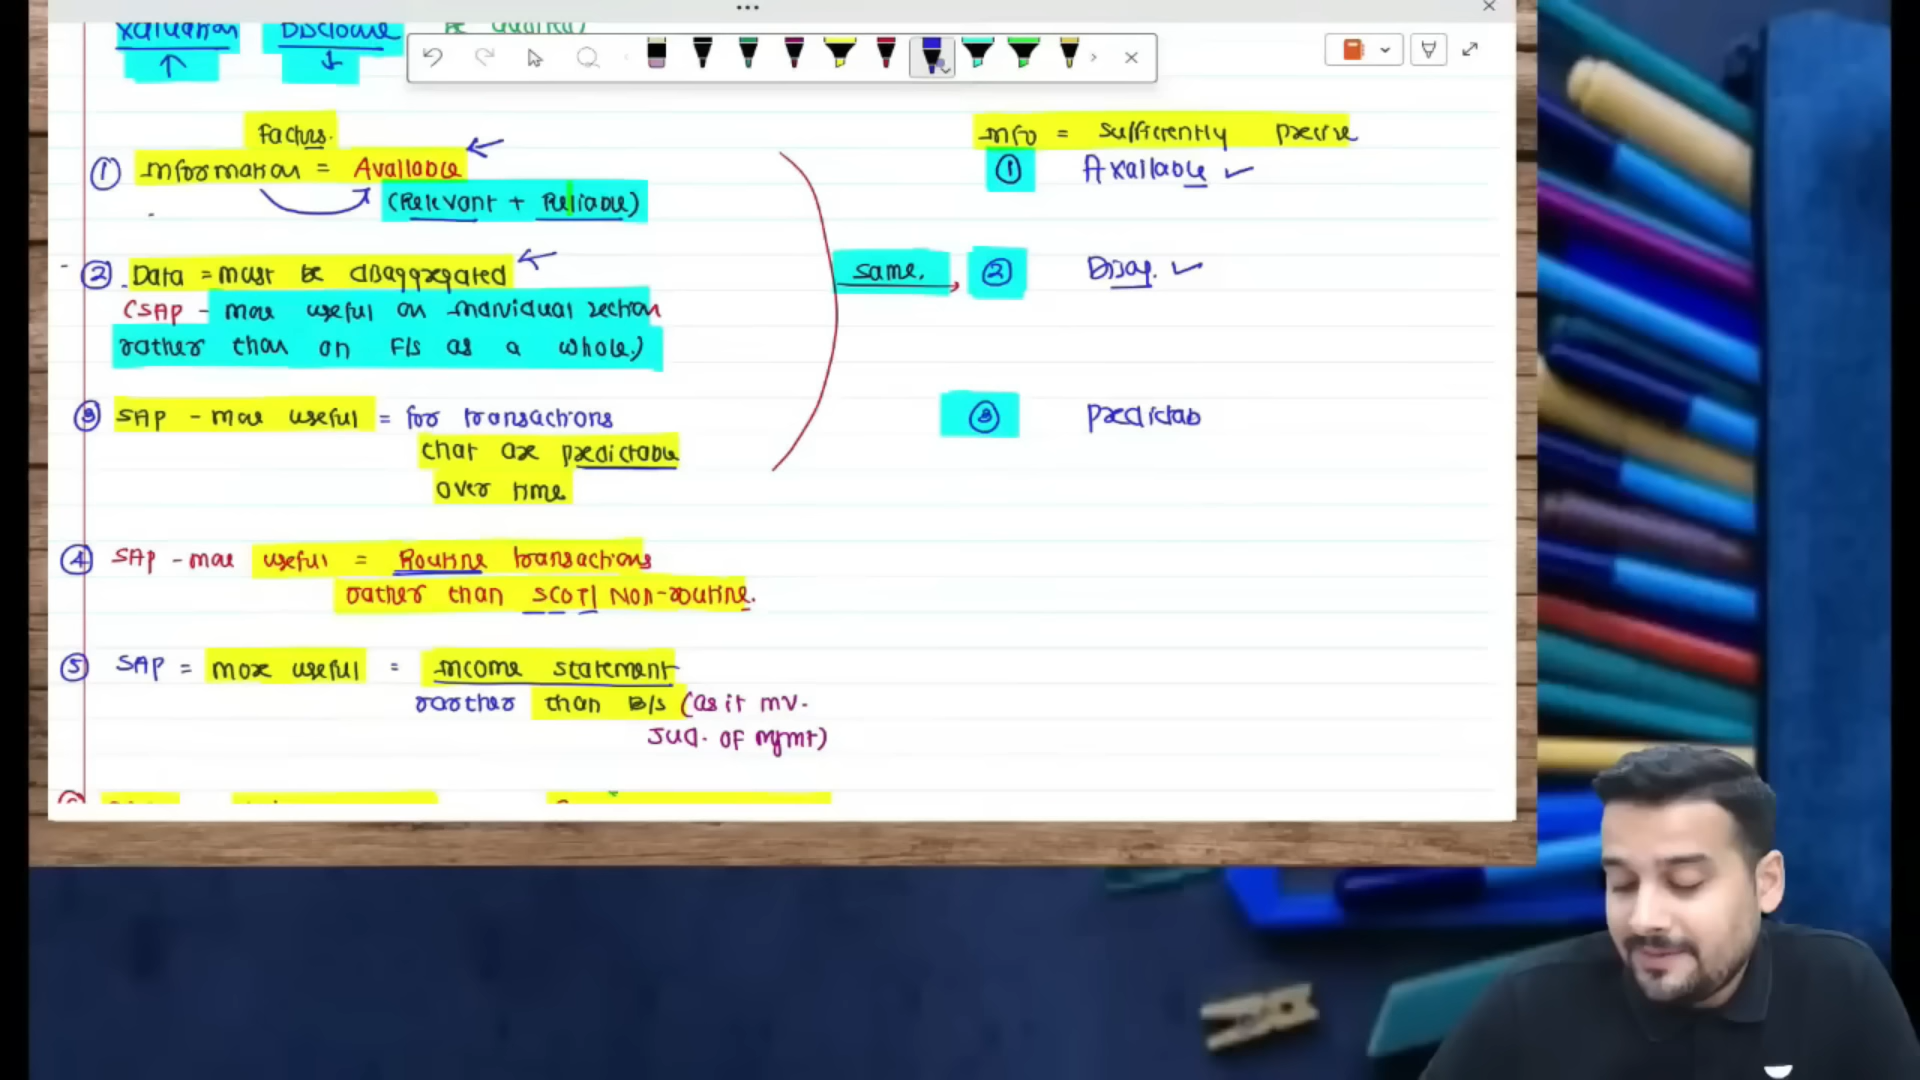 Valuation Disclosure
Factors.
① Information = Available
(Relevant + Reliable)
② Data = must be disaggregated
(SAP - more useful on individual section
rather than on F/s as a whole.)
③ SAP - more useful = for transactions
that are predictable
over time
④ SAP - more useful = Routine transactions
rather than SCOT/ Non-routine.
⑤ SAP = more useful = income statement
rather than B/s (as it inv.
Jud. of mgmt)
Same.
Info = Sufficiently precise
① Available ✓
② Disag. ✓
③ predictab